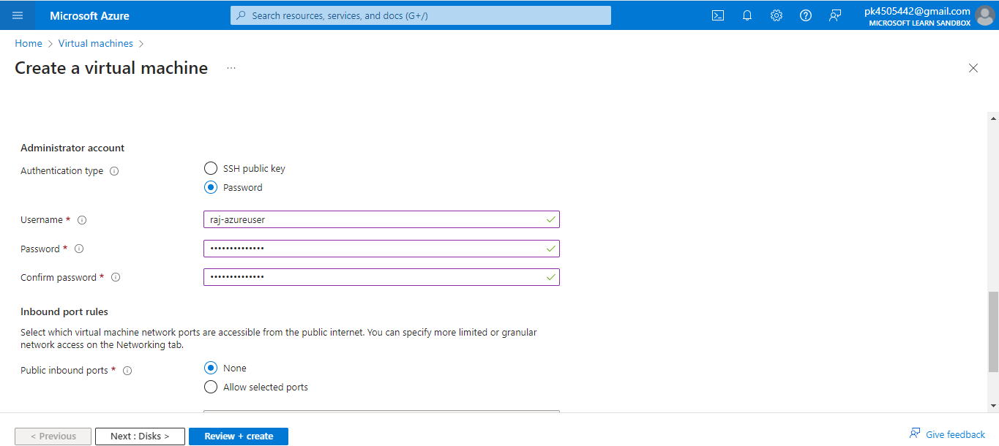 Microsoft Azure
Search resources, services, and docs (G+/)
pk4505442@gmail.com
MICROSOFT LEARN SANDBOX
Home > Virtual machines >
Create a virtual machine ...
Administrator account
Authentication type
SSH public key
Password
Username *
raj-azureuser
Password *
••••••••••••••
Confirm password *
••••••••••••••
Inbound port rules
Select which virtual machine network ports are accessible from the public internet. You can specify more limited or granular
network access on the Networking tab.
Public inbound ports *
None
Allow selected ports
< Previous
Next : Disks >
Review + create
Give feedback